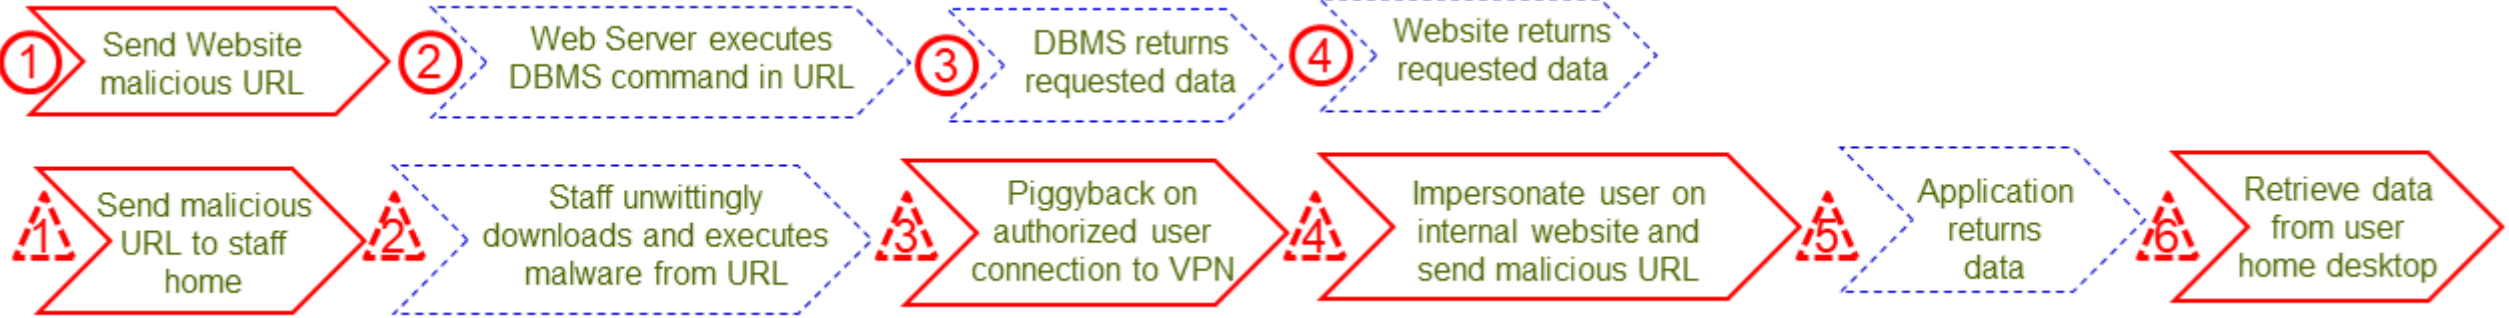 1
Send Website
malicious URL
2
Web Server executes
DBMS command in URL
3
DBMS returns
requested data
4
Website returns
requested data
1
Send malicious
URL to staff
home
2
Staff unwittingly
downloads and executes
malware from URL
3
Piggyback on
authorized user
connection to VPN
4
Impersonate user on
internal website and
send malicious URL
5
Application
returns
data
6
Retrieve data
from user
home desktop